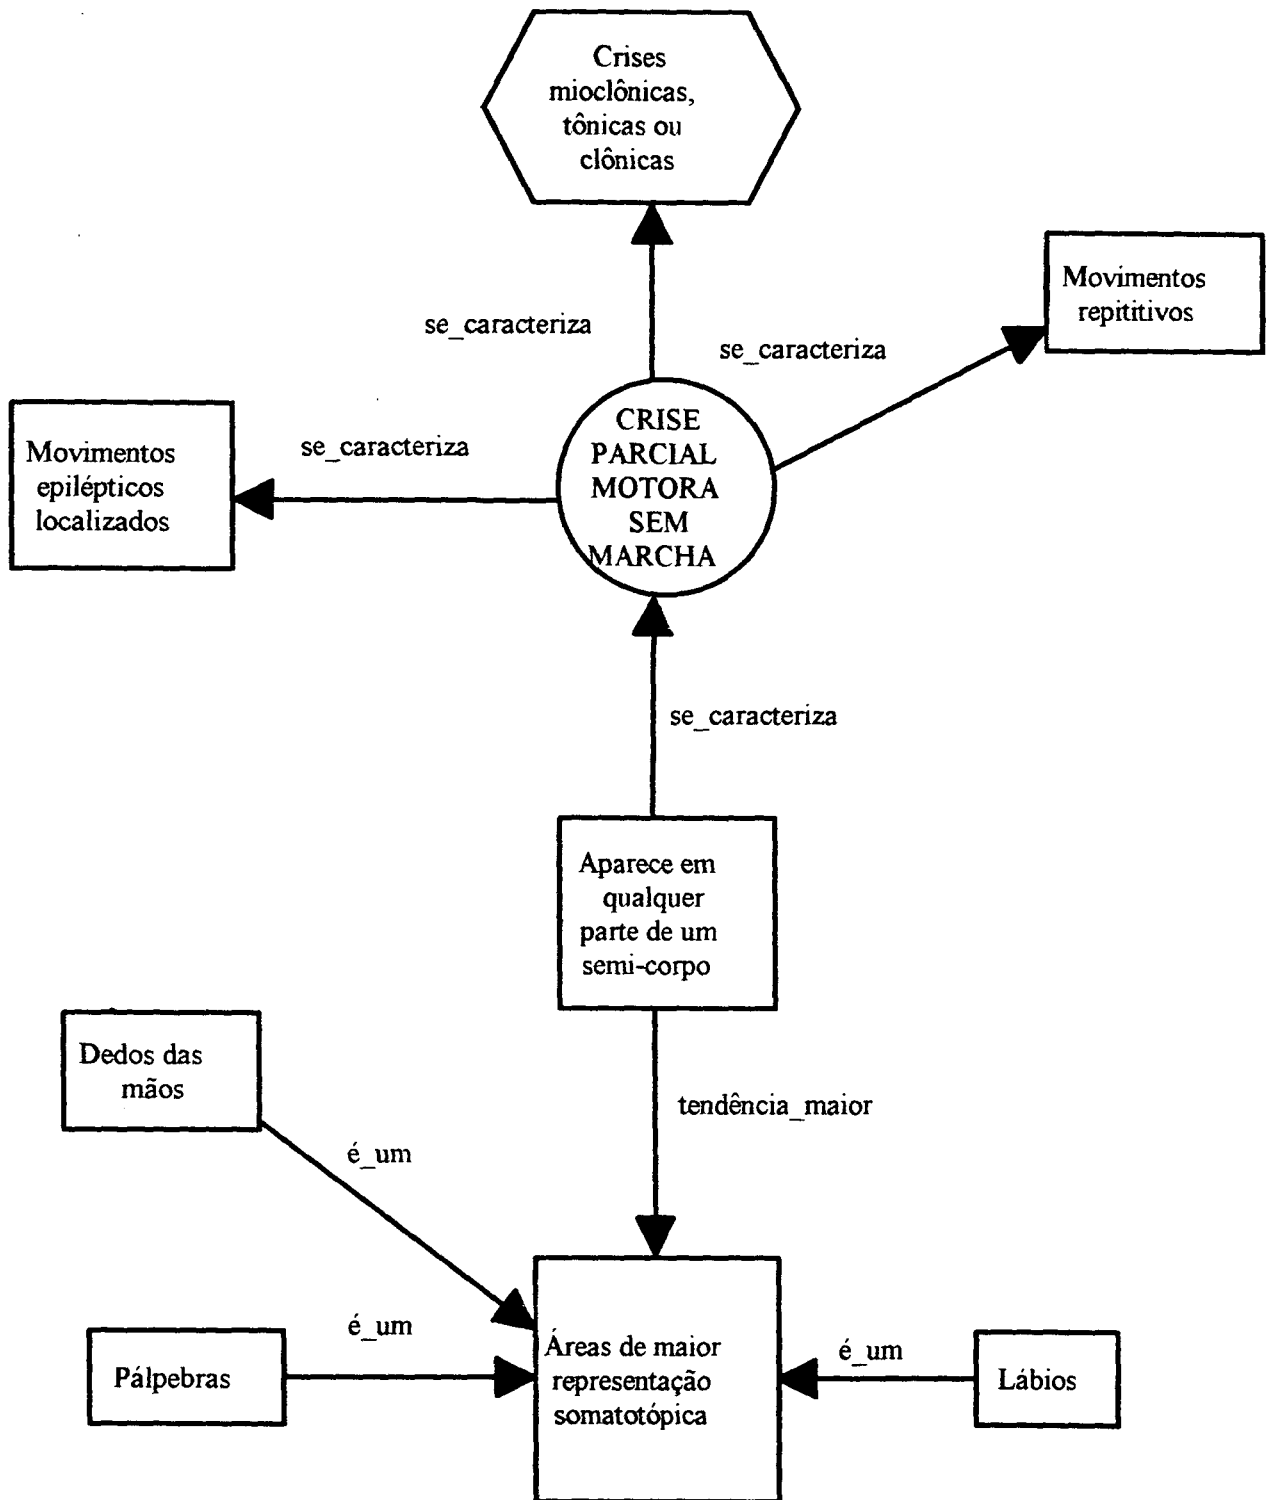 Crises
mioclônicas,
tônicas ou
clônicas
Movimentos
repititivos
se_caracteriza
se_caracteriza
CRISE
PARCIAL
MOTORA
SEM
MARCHA
Movimentos
epilépticos
localizados
se_caracteriza
se_caracteriza
Aparece em
qualquer
parte de um
semi-corpo
Dedos das
mãos
tendência_maior
é_um
Pálpebras
é_um
Áreas de maior
representação
somatotópica
é_um
Lábios